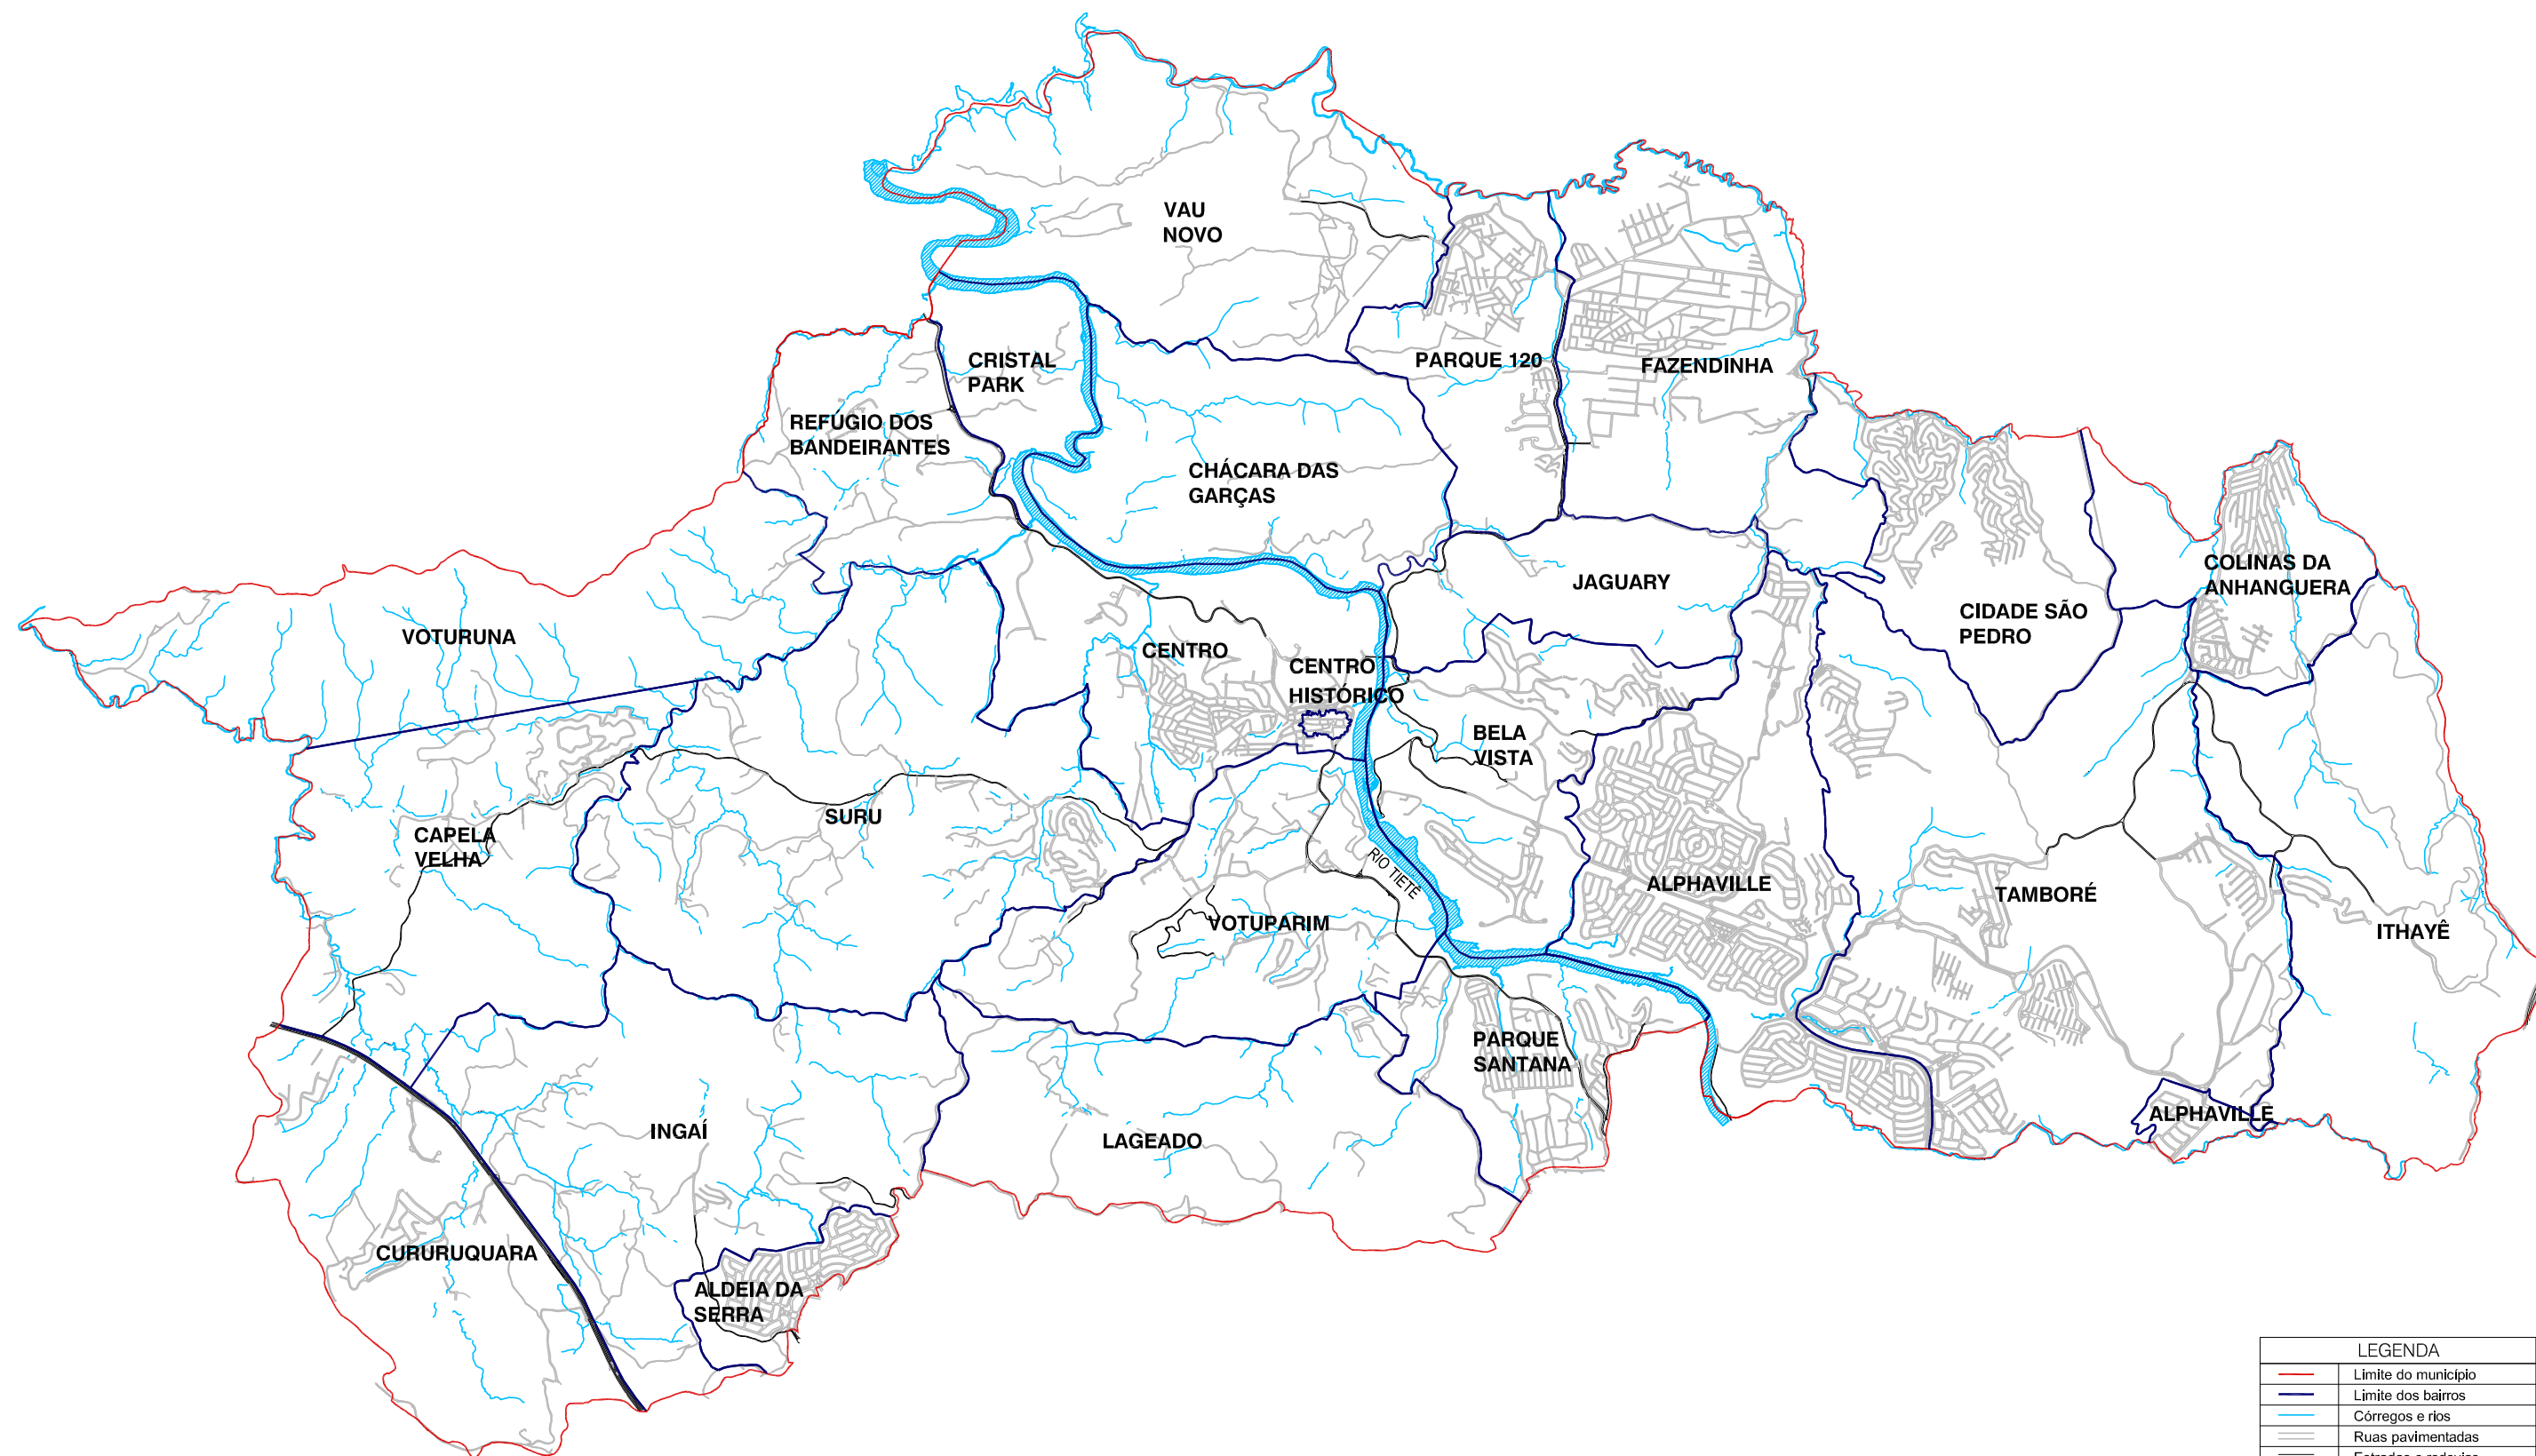 VAU
NOVO
CRISTAL
PARK
PARQUE 120
FAZENDINHA
REFÚGIO DOS
BANDEIRANTES
CHÁCARA DAS
GARÇAS
COLINAS DA
ANHANGUERA
JAGUARY
CIDADE SÃO
PEDRO
VOTURUNA
CENTRO
CENTRO
HISTÓRICO
BELA
VISTA
SURU
CAPELA
VELHA
RIO TIETÊ
ALPHAVILLE
TAMBORÉ
VOTUPARIM
ITHAYÊ
PARQUE
SANTANA
ALPHAVILLE
INGAÍ
LAGEADO
CURURUQUARA
ALDEIA DA
SERRA
LEGENDA
Limite do município
Limite dos bairros
Córregos e rios
Ruas pavimentadas
Estradas e rodovias